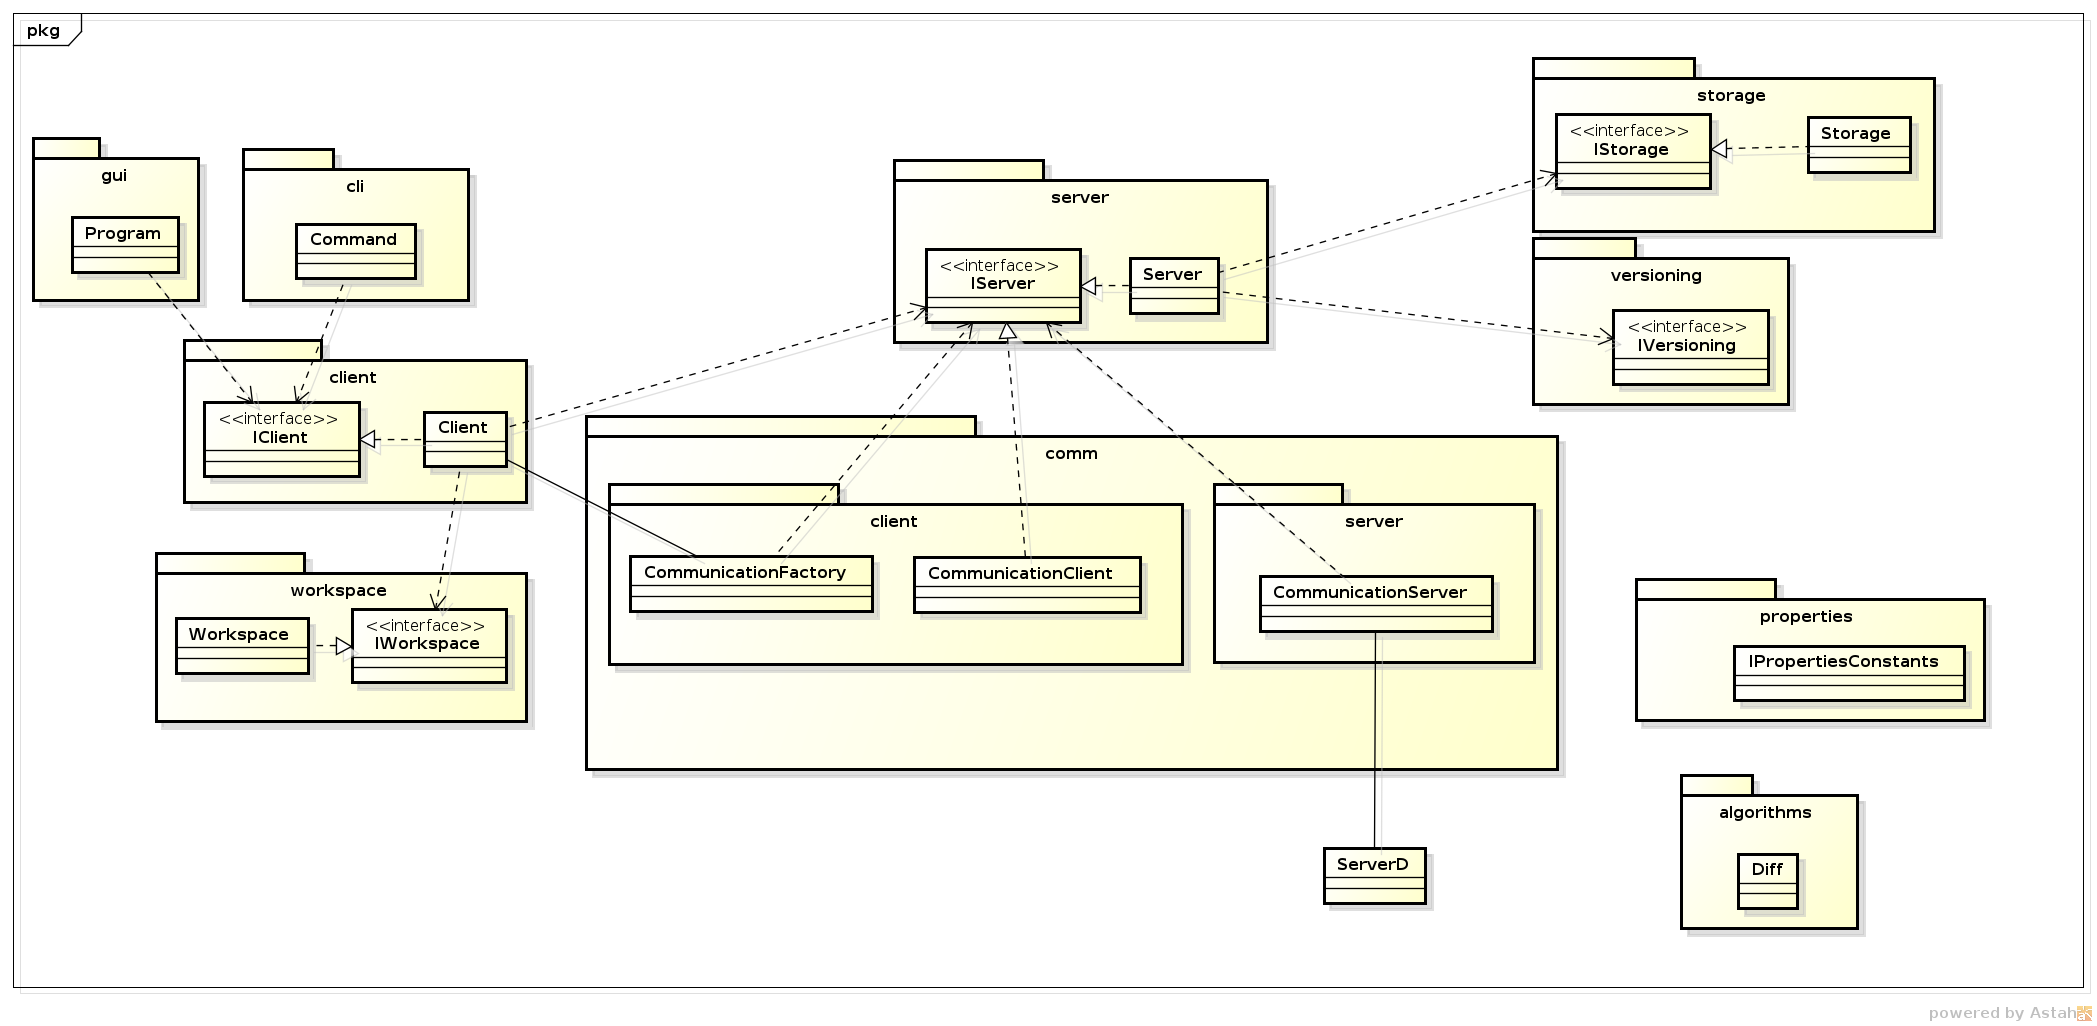 pkg
gui
Program
cli
Command
client
<<interface>>
IClient
Client
workspace
Workspace
<<interface>>
IWorkspace
server
<<interface>>
IServer
Server
comm
client
CommunicationFactory
CommunicationClient
server
CommunicationServer
ServerD
storage
<<interface>>
IStorage
Storage
versioning
<<interface>>
IVersioning
properties
IPropertiesConstants
algorithms
Diff
powered by Astah